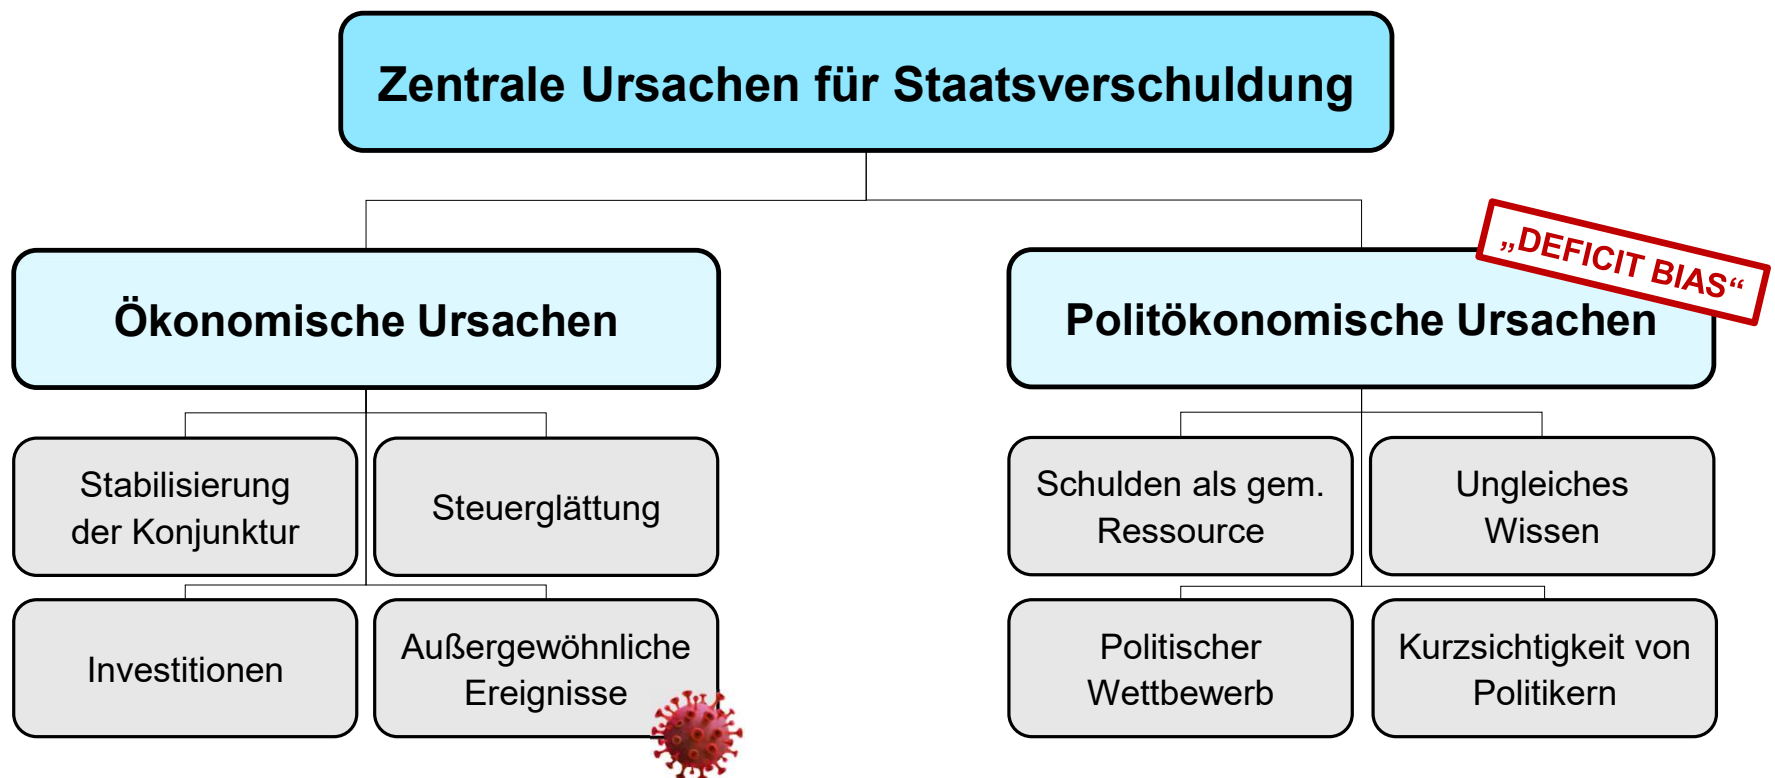 Zentrale Ursachen für Staatsverschuldung
„DEFICIT BIAS“
Ökonomische Ursachen
Politökonomische Ursachen
Stabilisierung
der Konjunktur
Steuerglättung
Schulden als gem.
Ressource
Ungleiches
Wissen
Investitionen
Außergewöhnliche
Ereignisse
Politischer
Wettbewerb
Kurzsichtigkeit von
Politikern